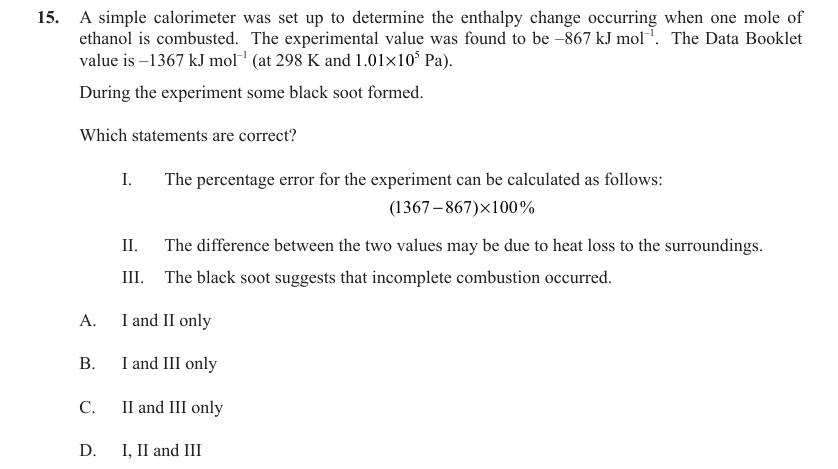 15. A simple calorimeter was set up to determine the enthalpy change occurring when one mole of
ethanol is combusted. The experimental value was found to be –867 kJ mol⁻¹. The Data Booklet
value is –1367 kJ mol⁻¹ (at 298 K and 1.01×10⁵ Pa).
During the experiment some black soot formed.
Which statements are correct?
I. The percentage error for the experiment can be calculated as follows:
(1367–867)×100%
II. The difference between the two values may be due to heat loss to the surroundings.
III. The black soot suggests that incomplete combustion occurred.
A. I and II only
B. I and III only
C. II and III only
D. I, II and III